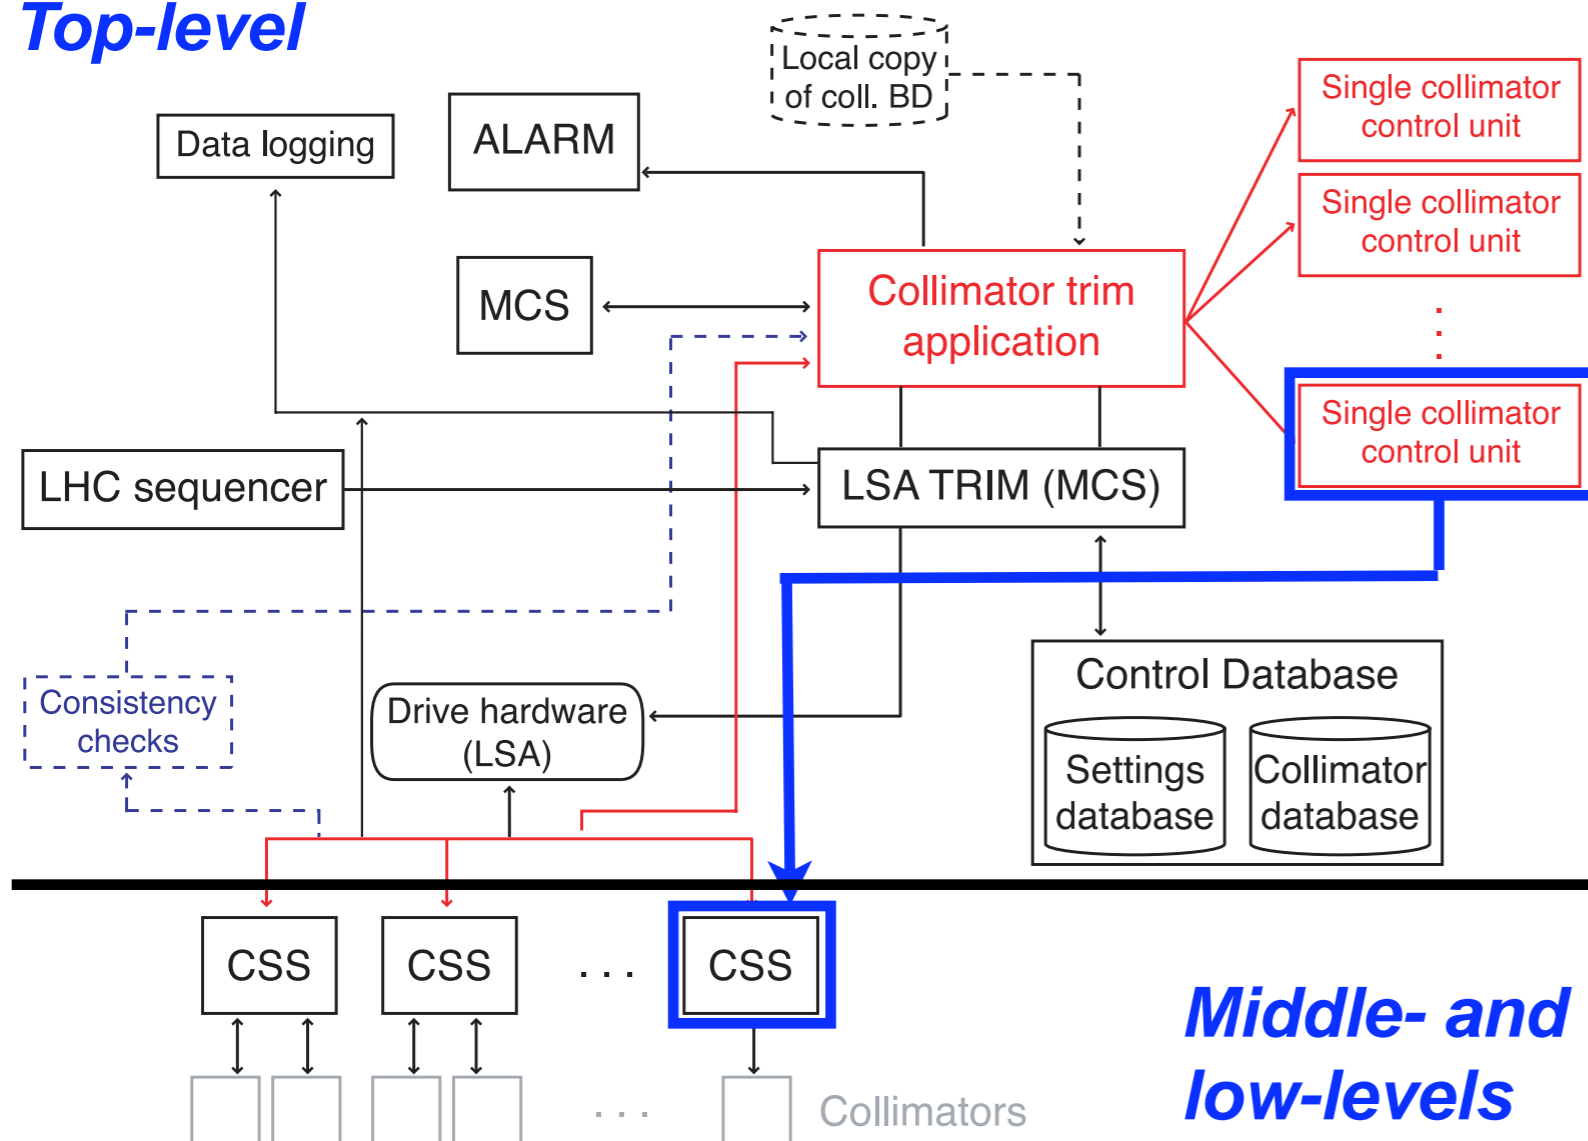 Top-level
Local copy
of coll. BD
Single collimator
control unit
Data logging
ALARM
Single collimator
control unit
MCS
Collimator trim
application
.
.
.
Single collimator
control unit
LHC sequencer
LSA TRIM (MCS)
Consistency
checks
Drive hardware
(LSA)
Control Database
Settings
database
Collimator
database
CSS
CSS
. . .
CSS
Middle- and
low-levels
. . .
Collimators